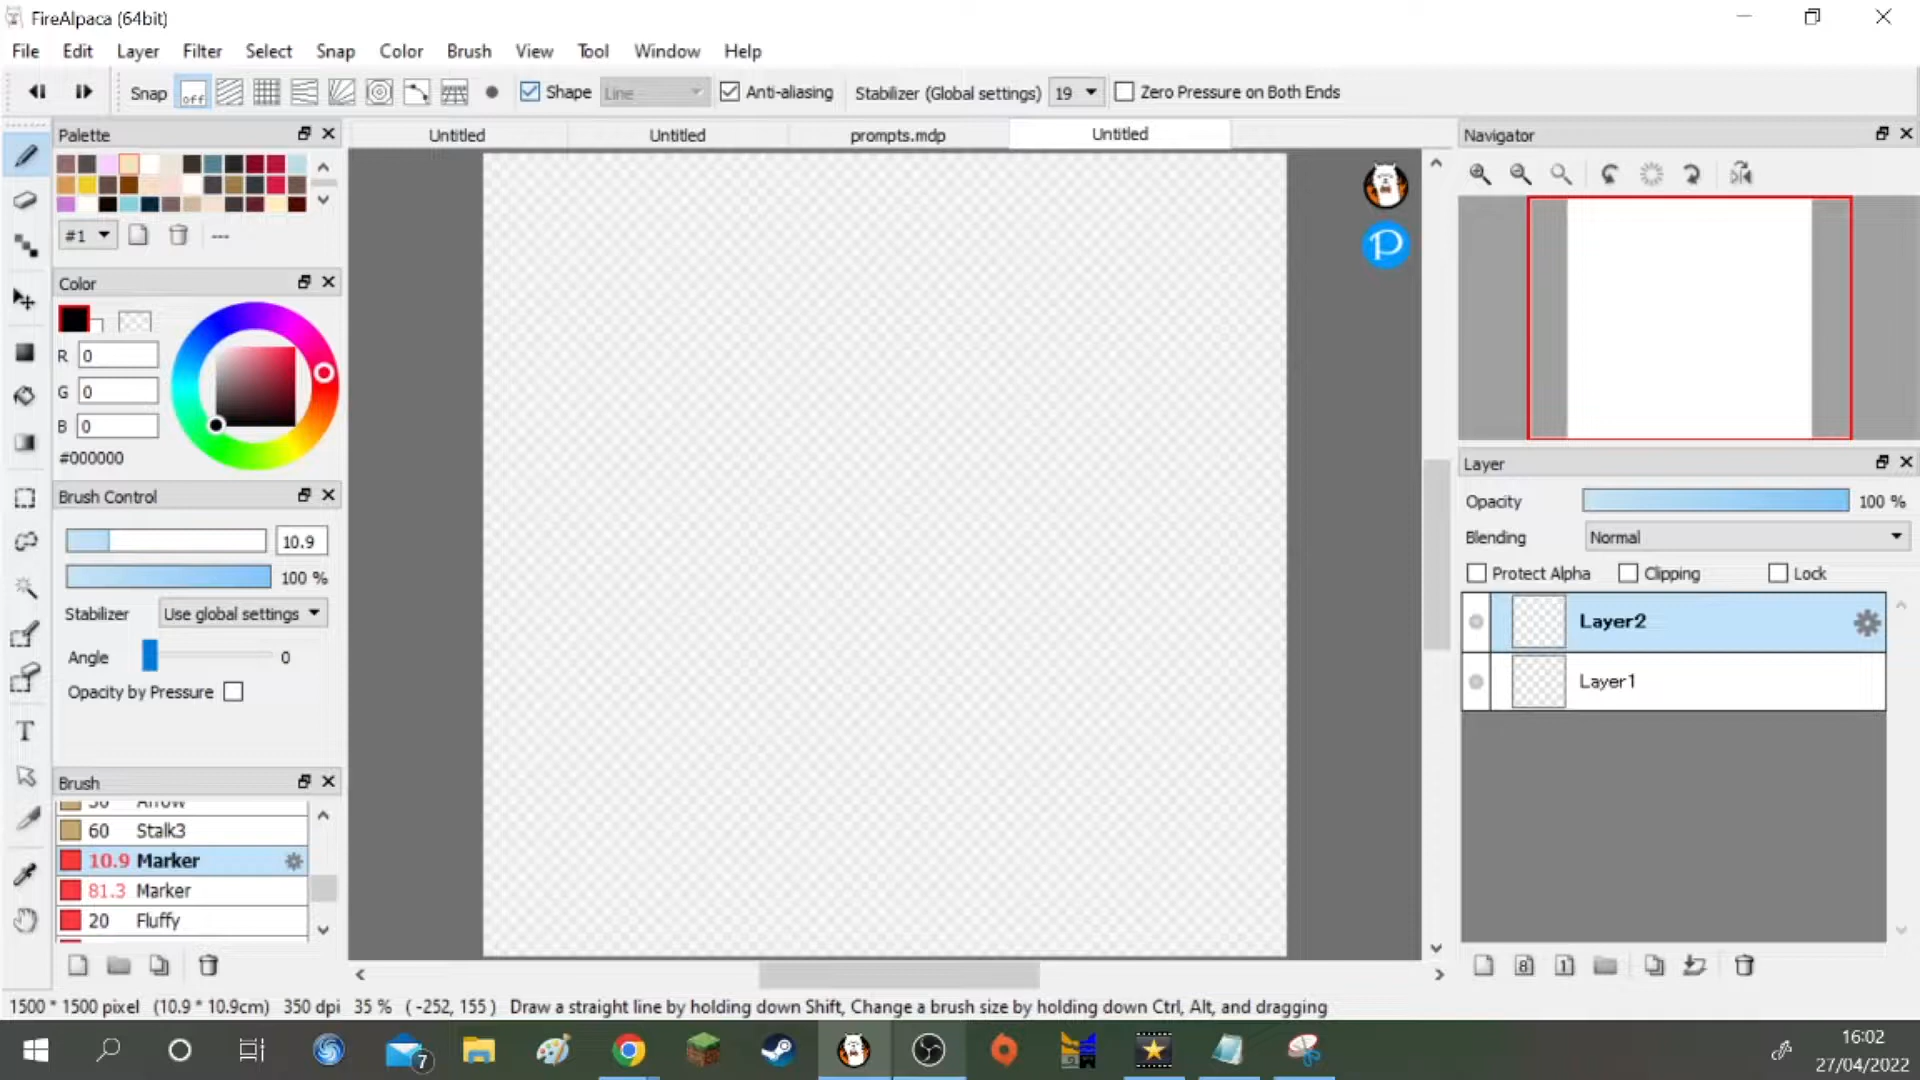 FireAlpaca (64bit)
File Edit Layer Filter Select Snap Color Brush View Tool Window Help
Snap off Shape Line Anti-aliasing Stabilizer (Global settings) 19 Zero Pressure on Both Ends
Palette
Untitled Untitled prompts.mdp Untitled
Navigator
#1 ---
Color
R 0
G 0
B 0
#000000
Brush Control
10.9
100 %
Stabilizer Use global settings
Angle 0
Opacity by Pressure
Brush
Arrow
60 Stalk3
10.9 Marker
81.3 Marker
20 Fluffy
P
Layer
Opacity 100 %
Blending Normal
Protect Alpha Clipping Lock
Layer2
Layer1
8 1
T
1500 * 1500 pixel (10.9 * 10.9cm) 350 dpi 35 % ( -252, 155 ) Draw a straight line by holding down Shift, Change a brush size by holding down Ctrl, Alt, and dragging
7
16:02
27/04/2022